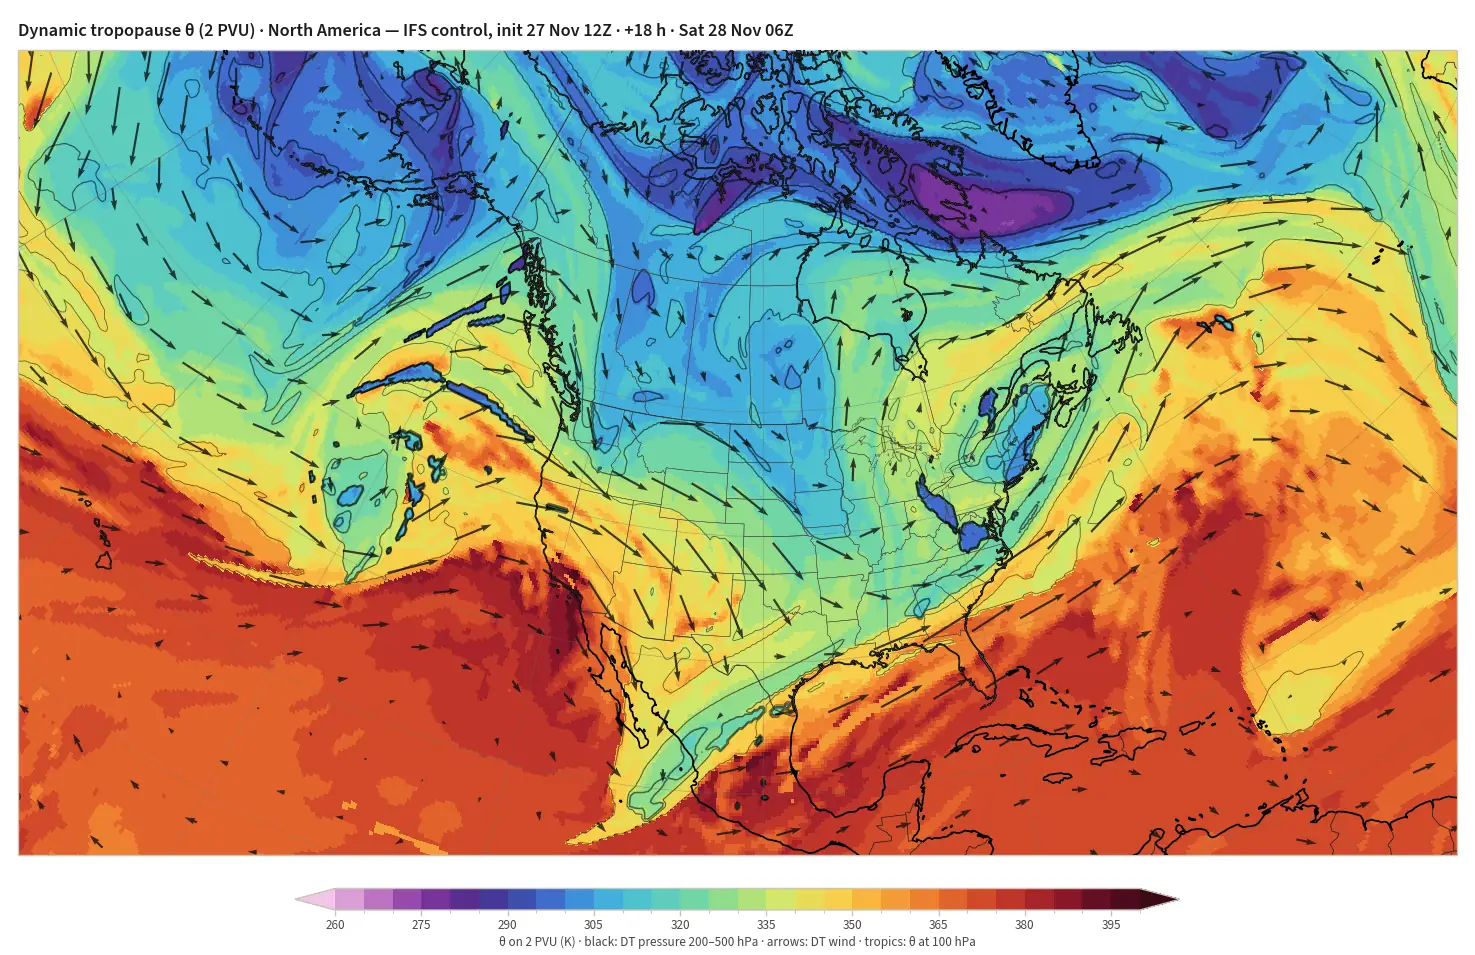 Dynamic tropopause θ (2 PVU) · North America — IFS control, init 27 Nov 12Z · +18 h · Sat 28 Nov 06Z
260 275 290 305 320 335 350 365 380 395
θ on 2 PVU (K) · black: DT pressure 200–500 hPa · arrows: DT wind · tropics: θ at 100 hPa